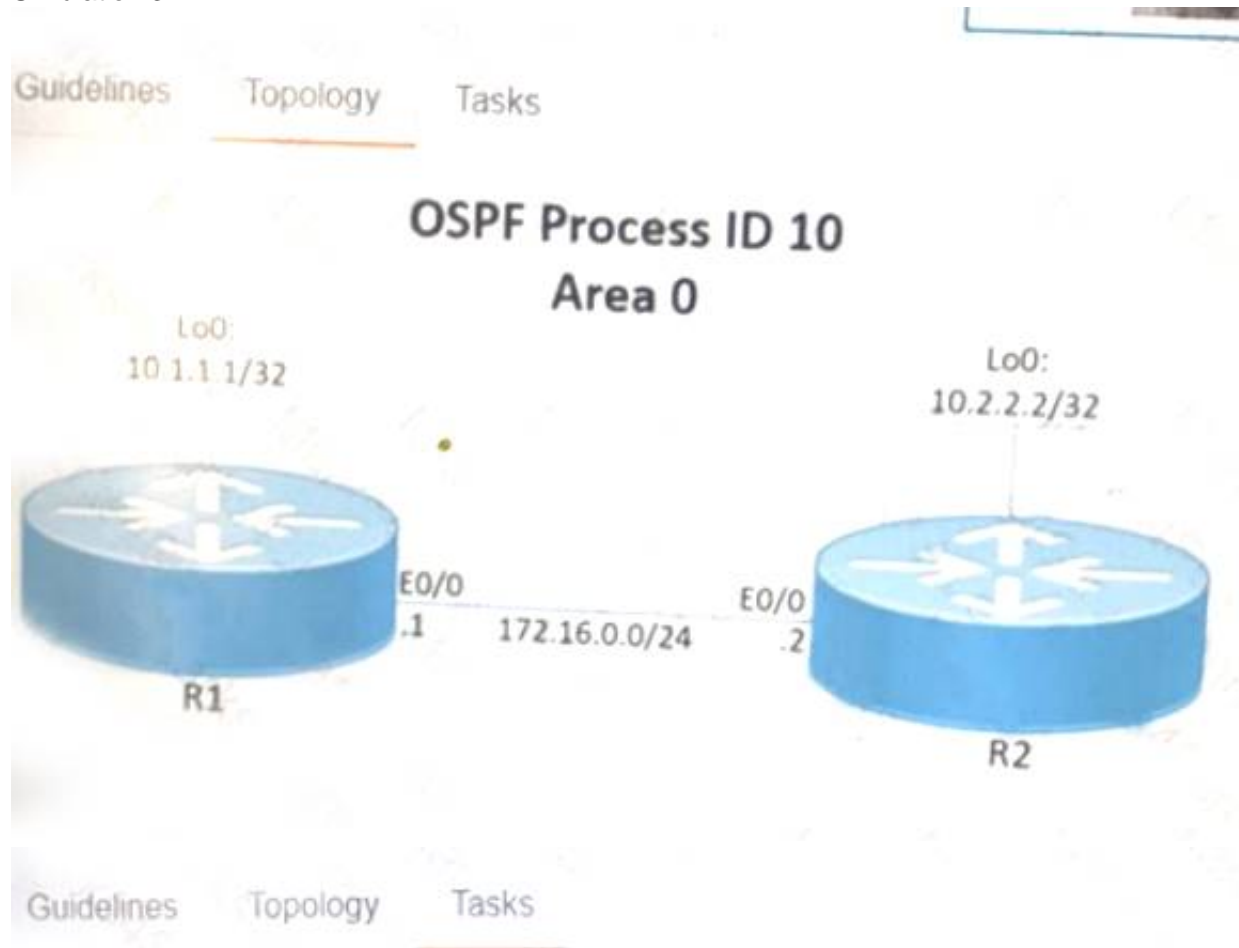 Guidelines Topology Tasks
OSPF Process ID 10
Area 0
Lo0:
10.1.1.1/32
Lo0:
10.2.2.2/32
E0/0
.1
172.16.0.0/24
E0/0
.2
R1
R2
Guidelines Topology Tasks